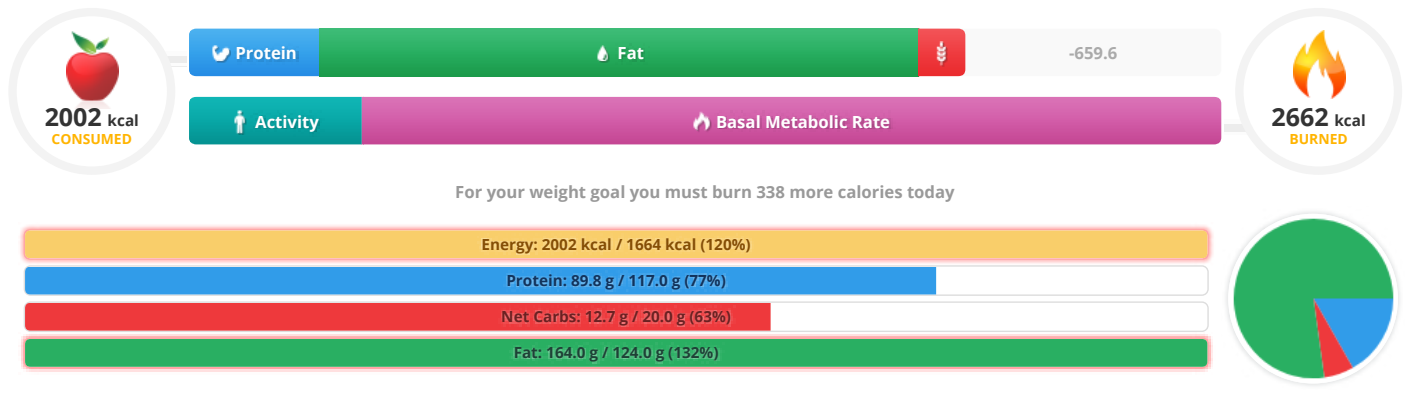 Protein
Fat
-659.6
2002 kcal
CONSUMED
2662 kcal
BURNED
Activity
Basal Metabolic Rate
For your weight goal you must burn 338 more calories today
Energy: 2002 kcal / 1664 kcal (120%)
Protein: 89.8 g / 117.0 g (77%)
Net Carbs: 12.7 g / 20.0 g (63%)
Fat: 164.0 g / 124.0 g (132%)